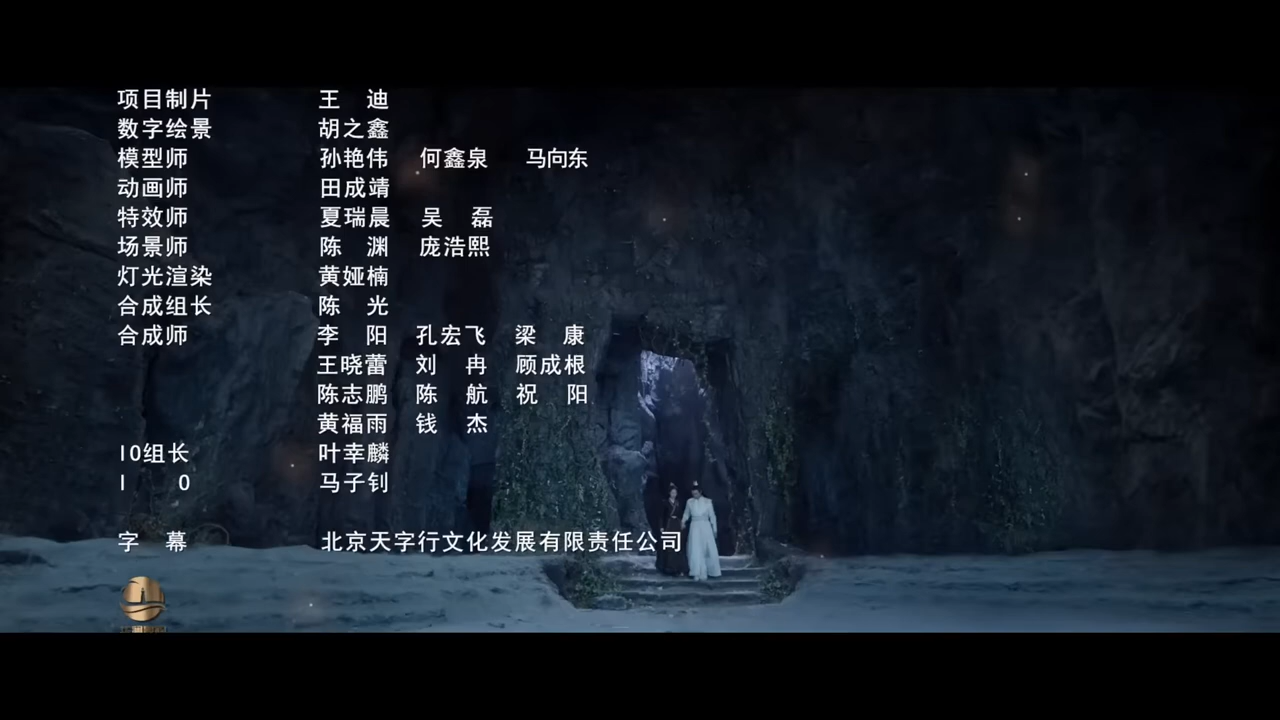 项目制片 王 迪
数字绘景 胡之鑫
模型师 孙艳伟 何鑫泉 马向东
动画师 田成靖
特效师 夏瑞晨 吴 磊
场景师 陈 渊 庞浩熙
灯光渲染 黄娅楠
合成组长 陈 光
合成师 李 阳 孔宏飞 梁 康
王晓蕾 刘 冉 顾成根
陈志鹏 陈 航 祝 阳
黄福雨 钱 杰
IO组长 叶幸麟
I O 马子钊
字 幕 北京天字行文化发展有限责任公司